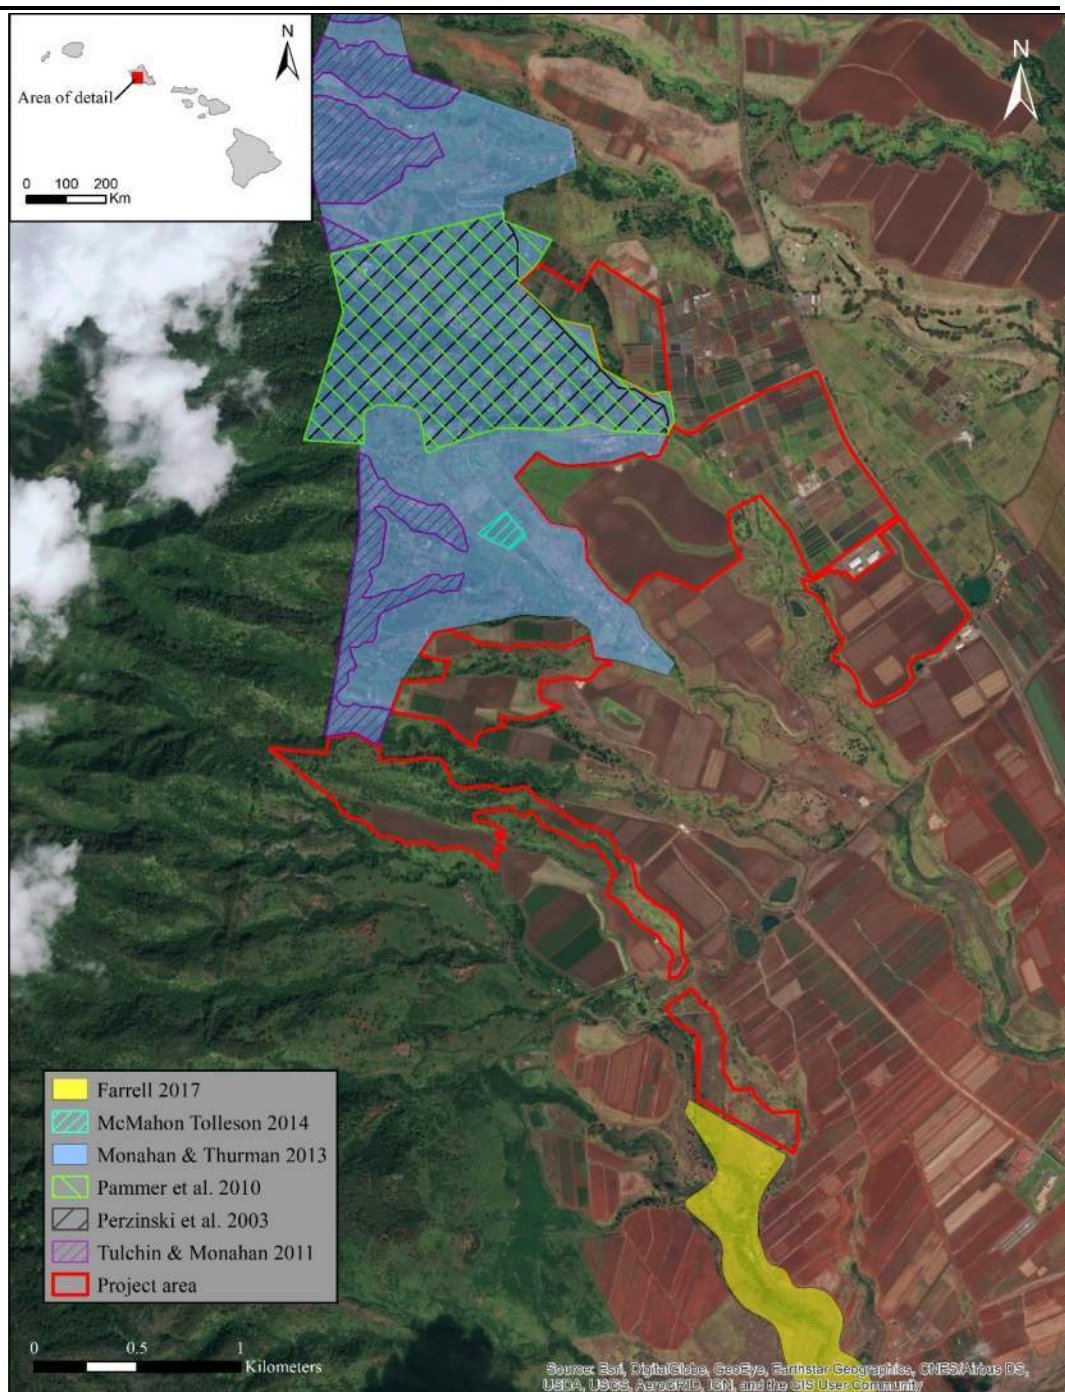 N
Area of detail
0 100 200
Km
N
Farrell 2017
McMahon Tolleson 2014
Monahan & Thurman 2013
Pammer et al. 2010
Perzinski et al. 2003
Tulchin & Monahan 2011
Project area
0 0.5 1
Kilometers
Source: Esri, DigitalGlobe, GeoEye, Earthstar Geographics, CNES/Airbus DS,
USDA, USGS, AeroGRID, IGN, and the GIS User Community